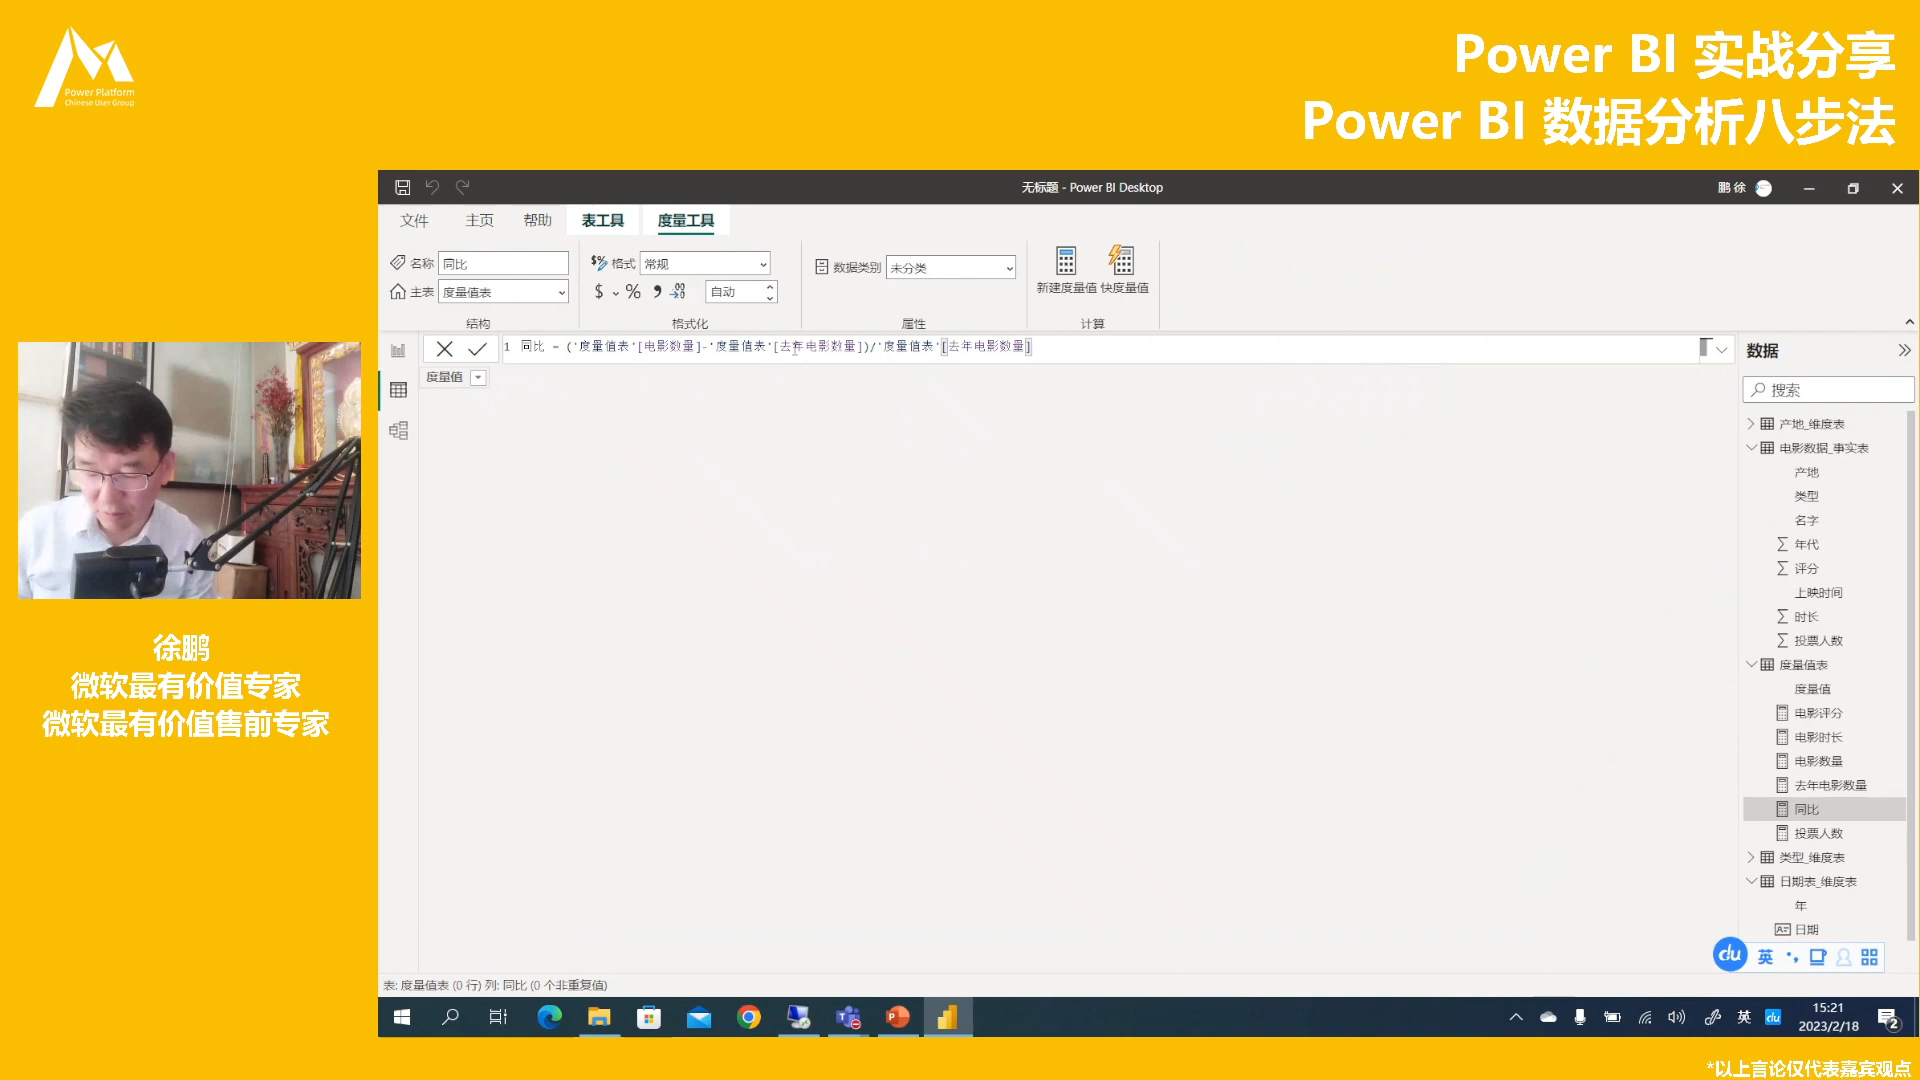 Power Platform
Chinese User Group
Power BI 实战分享
Power BI 数据分析八步法
无标题 - Power BI Desktop
鹏 徐
文件
主页
帮助
表工具
度量工具
名称
同比
格式
常规
数据类别
未分类
主表
度量值表
$
%
自动
新建度量值
快度量值
结构
格式化
属性
计算
1 同比 = ('度量值表'[电影数量]-'度量值表'[去年电影数量])/'度量值表'[去年电影数量]
度量值
数据
搜索
产地_维度表
电影数据_事实表
产地
类型
名字
年代
评分
上映时间
时长
投票人数
度量值表
度量值
电影评分
电影时长
电影数量
去年电影数量
同比
投票人数
类型_维度表
日期表_维度表
年
日期
du 英
表: 度量值表 (0 行) 列: 同比 (0 个非重复值)
英
du
15:21
2023/2/18
2
徐鹏
微软最有价值专家
微软最有价值售前专家
*以上言论仅代表嘉宾观点